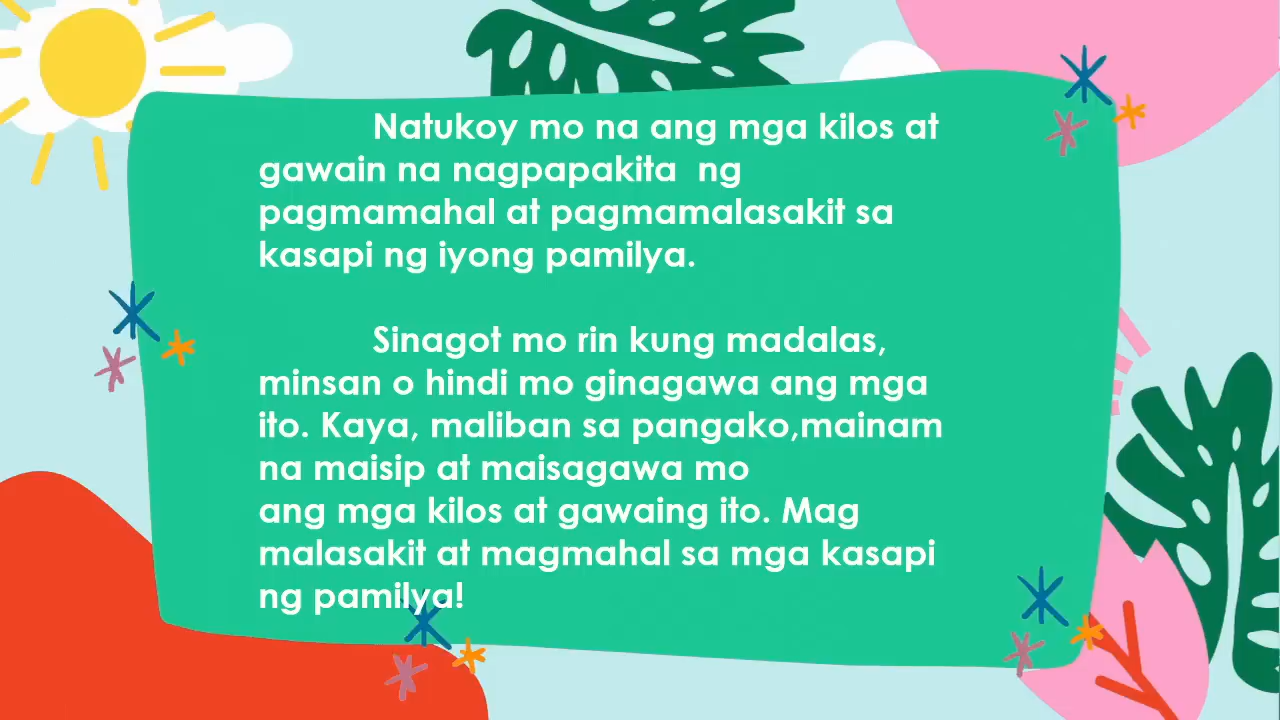 Natukoy mo na ang mga kilos at
gawain na nagpapakita  ng
pagmamahal at pagmamalasakit sa
kasapi ng iyong pamilya.
Sinagot mo rin kung madalas,
minsan o hindi mo ginagawa ang mga
ito. Kaya, maliban sa pangako,mainam
na maisip at maisagawa mo
ang mga kilos at gawaing ito. Mag
malasakit at magmahal sa mga kasapi
ng pamilya!